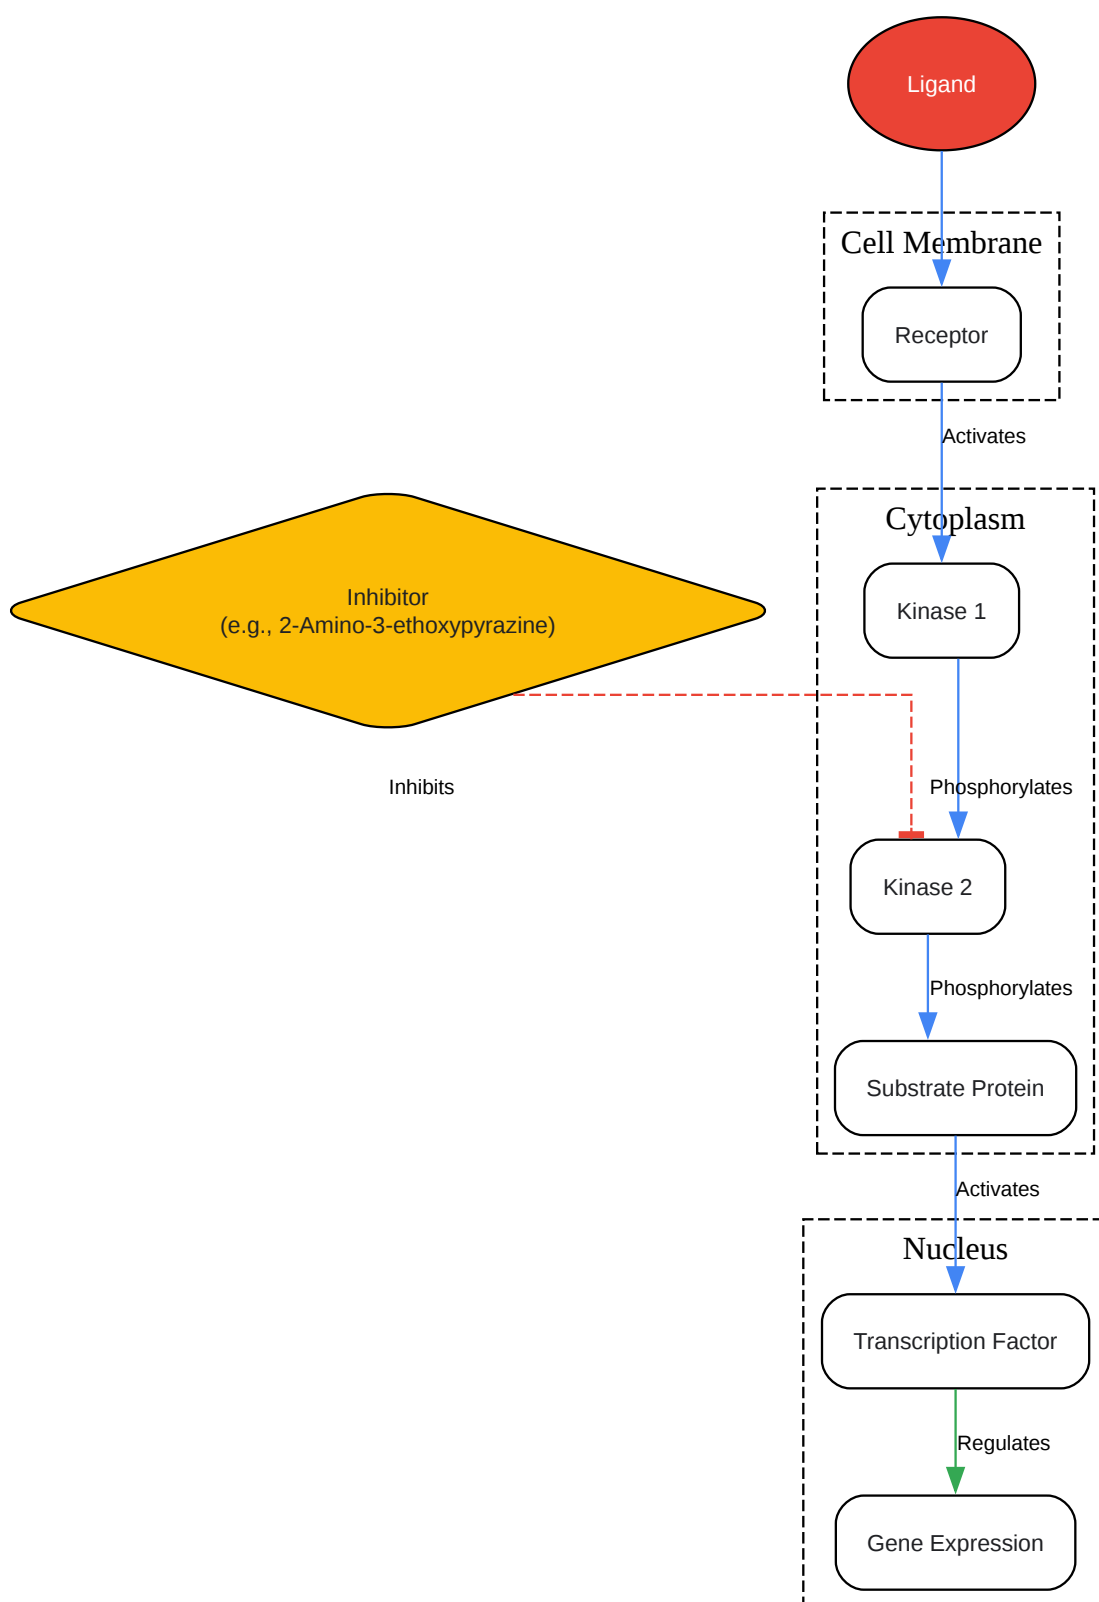 Ligand
Cell Membrane
Receptor
Activates
Cytoplasm
Kinase 1
Inhibitor
(e.g., 2-Amino-3-ethoxypyrazine)
Inhibits
Phosphorylates
Kinase 2
Phosphorylates
Substrate Protein
Activates
Nucleus
Transcription Factor
Regulates
Gene Expression